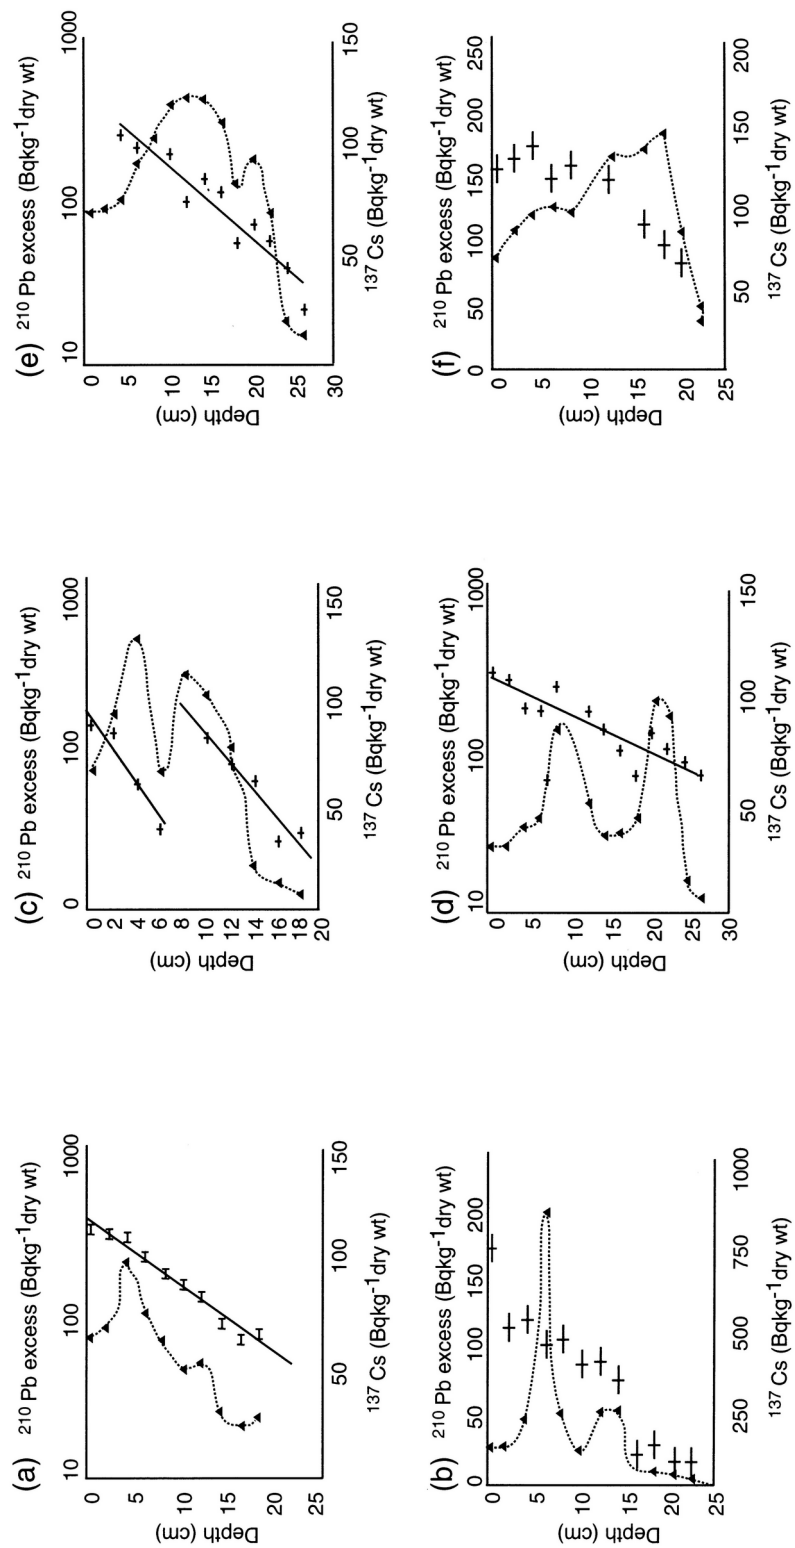 (a) ²¹⁰ Pb excess (Bqkg⁻¹dry wt)
10 100 1000
0
5
10
15
20
25
Depth (cm)
50 100 150
¹³⁷ Cs (Bqkg⁻¹dry wt)
(c) ²¹⁰ Pb excess (Bqkg⁻¹dry wt)
0 100 1000
0
2
4
6
8
10
12
14
16
18
20
Depth (cm)
50 100 150
¹³⁷ Cs (Bqkg⁻¹dry wt)
(e) ²¹⁰ Pb excess (Bqkg⁻¹dry wt)
10 100 1000
0
5
10
15
20
25
30
Depth (cm)
50 100 150
¹³⁷ Cs (Bqkg⁻¹dry wt)
(b) ²¹⁰ Pb excess (Bqkg⁻¹dry wt)
0 50 100 150 200
0
5
10
15
20
25
Depth (cm)
250 500 750 1000
¹³⁷ Cs (Bqkg⁻¹dry wt)
(d) ²¹⁰ Pb excess (Bqkg⁻¹dry wt)
10 100 1000
0
5
10
15
20
25
30
Depth (cm)
50 100 150
¹³⁷ Cs (Bqkg⁻¹dry wt)
(f) ²¹⁰ Pb excess (Bqkg⁻¹dry wt)
0 50 100 150 200 250
0
5
10
15
20
25
Depth (cm)
50 100 150 200
¹³⁷ Cs (Bqkg⁻¹dry wt)